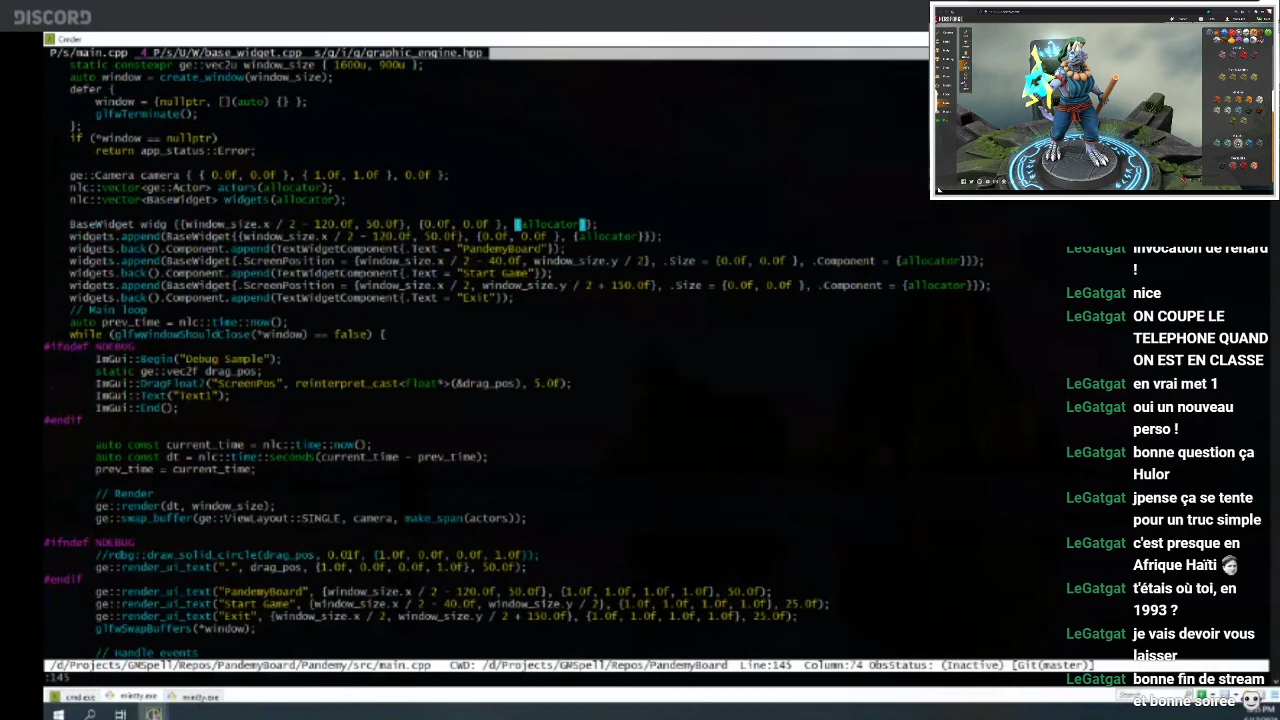 DISCORD
Cmder
P/s/main.cpp  4 P/s/U/W/base_widget.cpp  s/g/i/g/graphic_engine.hpp
static constexpr ge::vec2u window_size { 1600u, 900u };
auto window = create_window(window_size);
defer {
window = {nullptr, [](auto) {} };
glfwTerminate();
};
if (*window == nullptr)
return app_status::Error;
ge::Camera camera { { 0.0f, 0.0f }, { 1.0f, 1.0f }, 0.0f };
nlc::vector<ge::Actor> actors(allocator);
nlc::vector<BaseWidget> widgets(allocator);
BaseWidget widg {{window_size.x / 2 - 120.0f, 50.0f}, {0.0f, 0.0f }, {allocator}};
widgets.append(BaseWidget{{window_size.x / 2 - 120.0f, 50.0f}, {0.0f, 0.0f }, {allocator}});
widgets.back().Component.append(TextWidgetComponent{.Text = "PandemyBoard"});
widgets.append(BaseWidget{.ScreenPosition = {window_size.x / 2 - 40.0f, window_size.y / 2}, .Size = {0.0f, 0.0f }, .Component = {allocator}});
widgets.back().Component.append(TextWidgetComponent{.Text = "Start Game"});
widgets.append(BaseWidget{.ScreenPosition = {window_size.x / 2, window_size.y / 2 + 150.0f}, .Size = {0.0f, 0.0f }, .Component = {allocator}});
widgets.back().Component.append(TextWidgetComponent{.Text = "Exit"});
// Main loop
auto prev_time = nlc::time::now();
while (glfwWindowShouldClose(*window) == false) {
#ifndef NDEBUG
ImGui::Begin("Debug Sample");
static ge::vec2f drag_pos;
ImGui::DragFloat2("ScreenPos", reinterpret_cast<float*>(&drag_pos), 5.0f);
ImGui::Text("Text1");
ImGui::End();
#endif
auto const current_time = nlc::time::now();
auto const dt = nlc::time::seconds(current_time - prev_time);
prev_time = current_time;
// Render
ge::render(dt, window_size);
ge::swap_buffer(ge::ViewLayout::SINGLE, camera, make_span(actors));
#ifndef NDEBUG
//rdbg::draw_solid_circle(drag_pos, 0.01f, {1.0f, 0.0f, 0.0f, 1.0f});
ge::render_ui_text(".", drag_pos, {1.0f, 0.0f, 0.0f, 1.0f}, 50.0f);
#endif
ge::render_ui_text("PandemyBoard", {window_size.x / 2 - 120.0f, 50.0f}, {1.0f, 1.0f, 1.0f, 1.0f}, 50.0f);
ge::render_ui_text("Start Game", {window_size.x / 2 - 40.0f, window_size.y / 2}, {1.0f, 1.0f, 1.0f, 1.0f}, 25.0f);
ge::render_ui_text("Exit", {window_size.x / 2, window_size.y / 2 + 150.0f}, {1.0f, 1.0f, 1.0f, 1.0f}, 25.0f);
glfwSwapBuffers(*window);
// Handle events
/d/Projects/GMSpell/Repos/PandemyBoard/Pandemy/src/main.cpp  CWD: /d/Projects/GMSpell/Repos/PandemyBoard  Line:145  Column:74 ObsStatus: (Inactive) [Git(master)]
:145
cmd.exe  mintty.exe  mintty.exe
Search
HEROFORGE
LeGatgat invocation de renard
!
LeGatgat nice
LeGatgat ON COUPE LE
TELEPHONE QUAND
ON EST EN CLASSE
LeGatgat en vrai met 1
LeGatgat oui un nouveau
perso !
LeGatgat bonne question ça
Hulor
LeGatgat jpense ça se tente
pour un truc simple
LeGatgat c'est presque en
Afrique Haïti
LeGatgat t'étais où toi, en
1993 ?
LeGatgat je vais devoir vous
laisser
LeGatgat bonne fin de stream
et bonne soirée